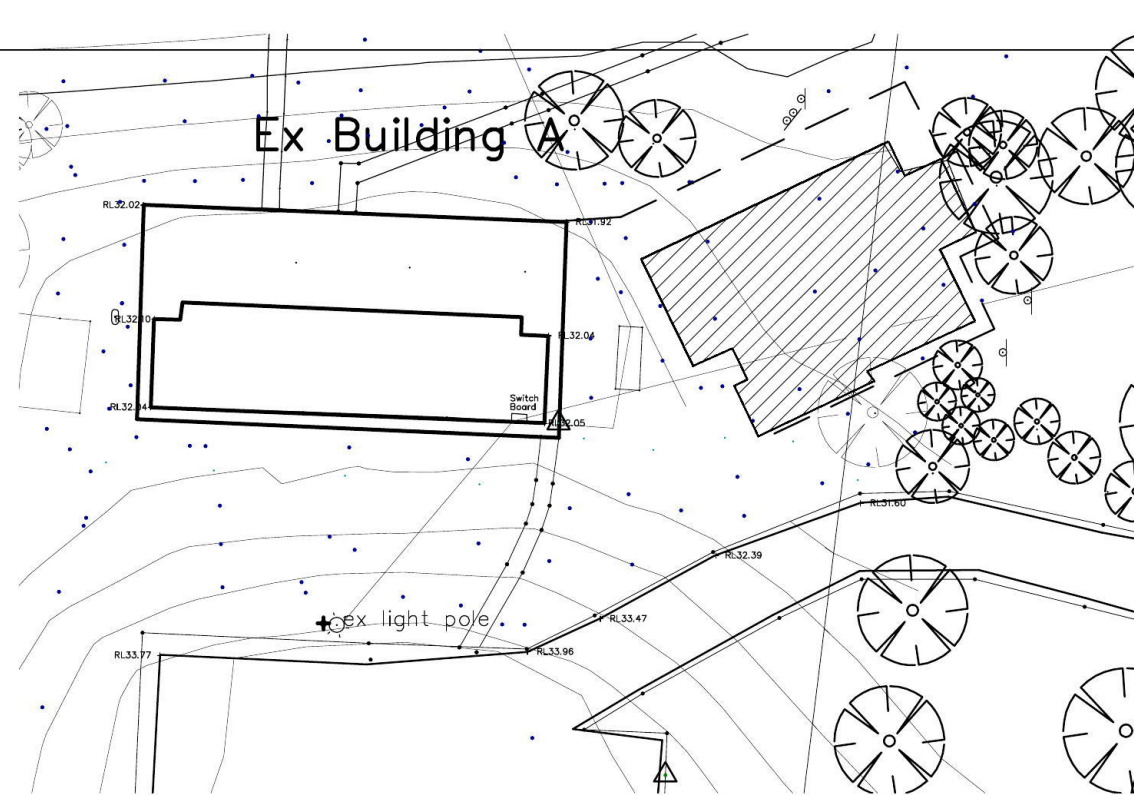 Ex Building A
RL32.02
RL31.92
RL32.10
RL32.04
Switch
Board
RL32.04
RL32.05
RL31.60
RL32.39
ex light pole
RL33.47
RL33.77
RL33.96